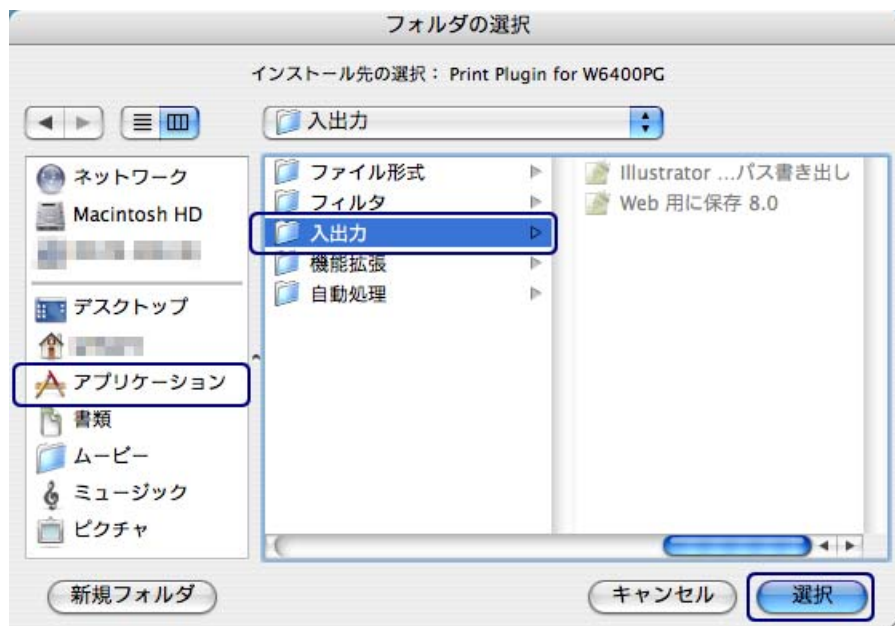 フォルダの選択
インストール先の選択： Print Plugin for W6400PG
入出力
ネットワーク
Macintosh HD
デスクトップ
アプリケーション
書類
ムービー
ミュージック
ピクチャ
ファイル形式
フィルタ
入出力
機能拡張
自動処理
Illustrator ...パス書き出し
Web 用に保存 8.0
新規フォルダ
キャンセル
選択